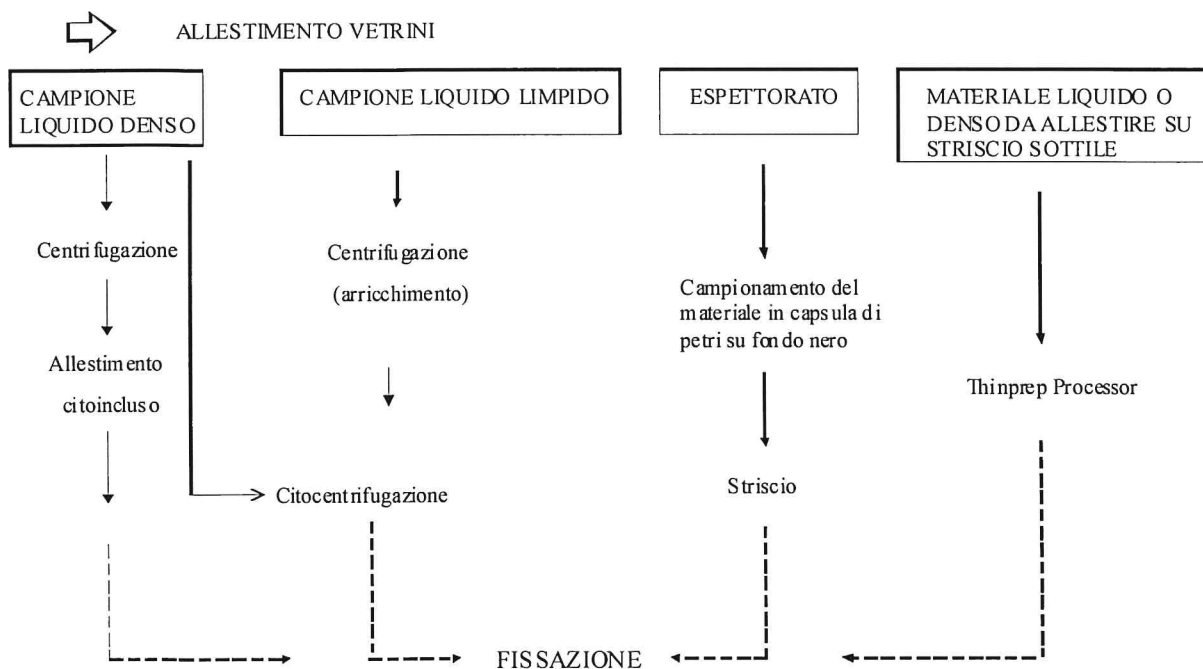 ALLESTIMENTO VETRINI
CAMPIONE
LIQUIDO DENSO
CAMPIONE LIQUIDO LIMPIDO
ESPETTORATO
MATERIALE LIQUIDO O
DENSO DA ALLESTIRE SU
STRISCIO SOTTILE
Centrifugazione
Allestimento
citoincluso
Centrifugazione
(arricchimento)
Citocentrifugazione
Campionamento del
materiale in capsula di
petri su fondo nero
Striscio
Thinprep Processor
FISSAZIONE